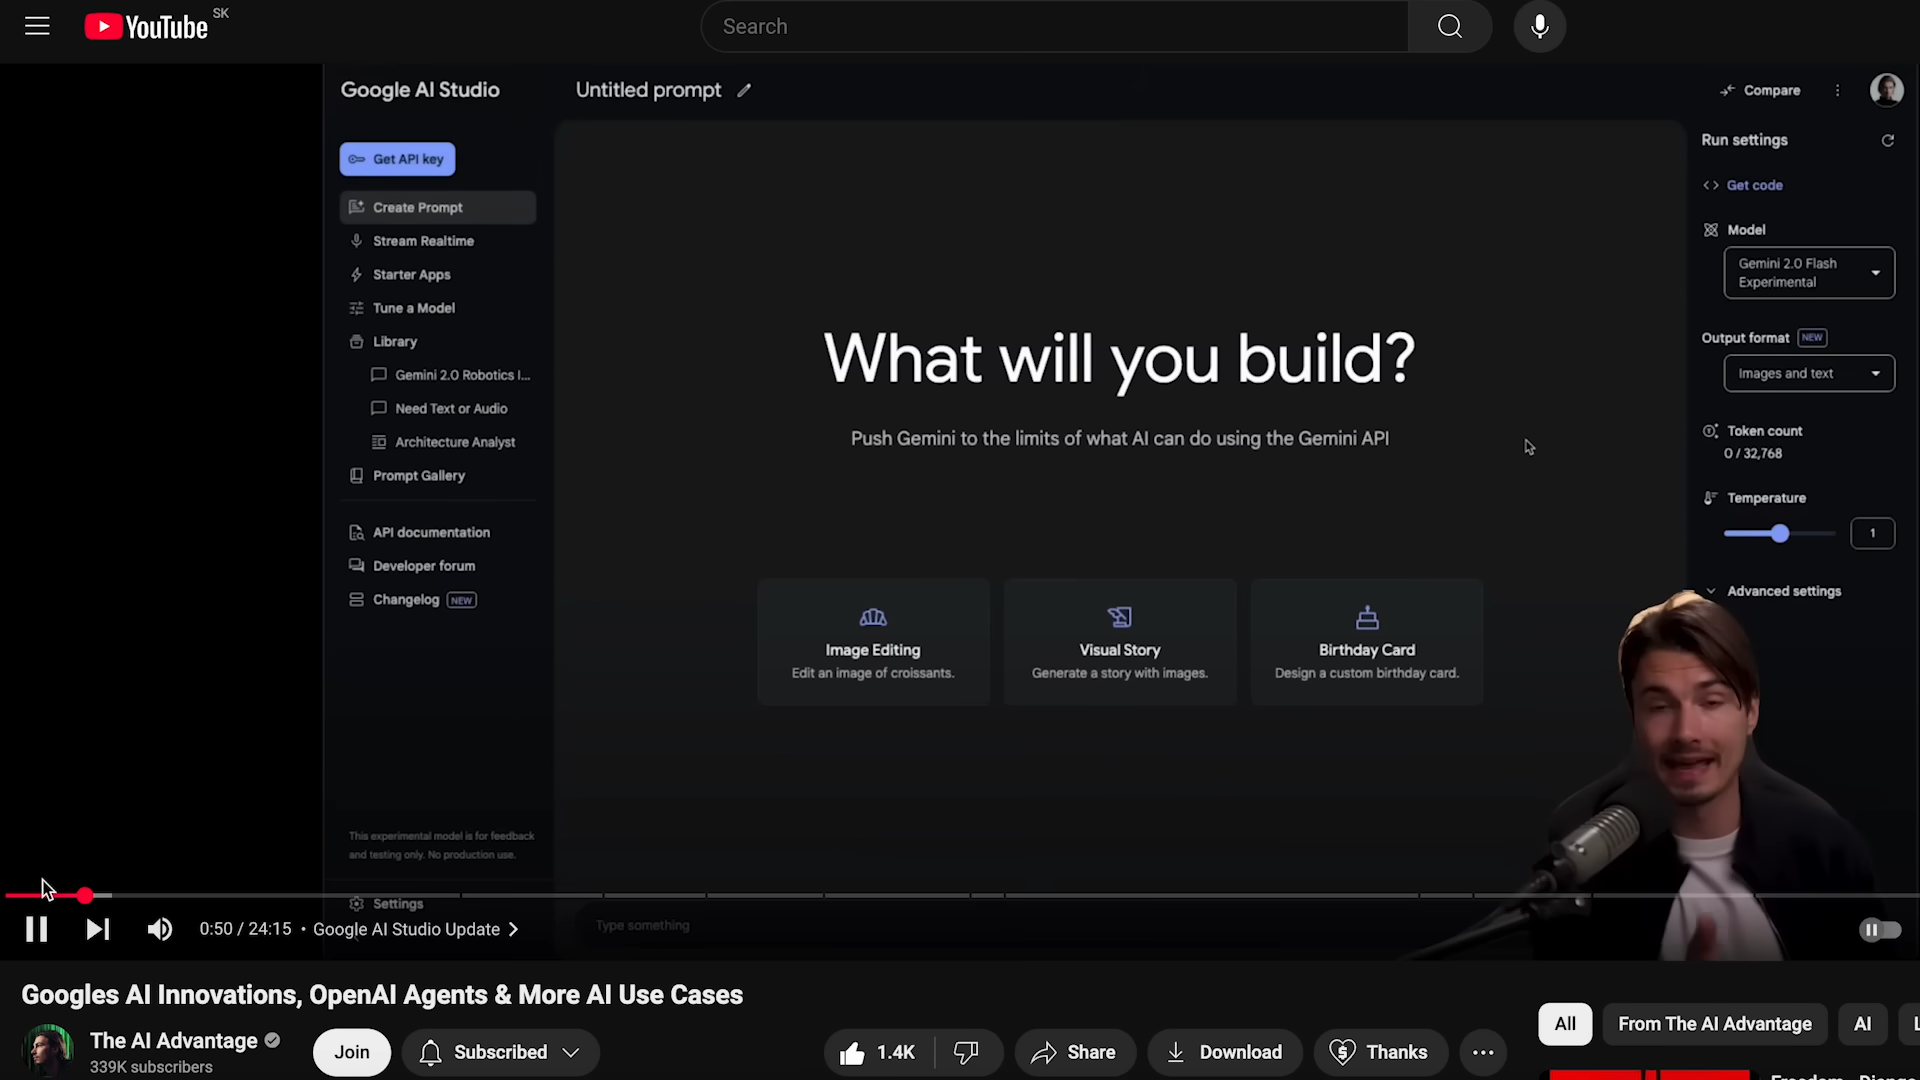 YouTube SK
Search
Google AI Studio
Untitled prompt
Compare
Get API key
Create Prompt
Stream Realtime
Starter Apps
Tune a Model
Library
Gemini 2.0 Robotics I...
Need Text or Audio
Architecture Analyst
Prompt Gallery
API documentation
Developer forum
Changelog NEW
This experimental model is for feedback
and testing only. No production use.
Settings
What will you build?
Push Gemini to the limits of what AI can do using the Gemini API
Image Editing
Edit an image of croissants.
Visual Story
Generate a story with images.
Birthday Card
Design a custom birthday card.
Type something
Run settings
Get code
Model
Gemini 2.0 Flash
Experimental
Output format NEW
Images and text
Token count
0 / 32,768
Temperature
1
Advanced settings
0:50 / 24:15 • Google AI Studio Update
Googles AI Innovations, OpenAI Agents & More AI Use Cases
The AI Advantage
339K subscribers
Join
Subscribed
1.4K
Share
Download
Thanks
All
From The AI Advantage
AI